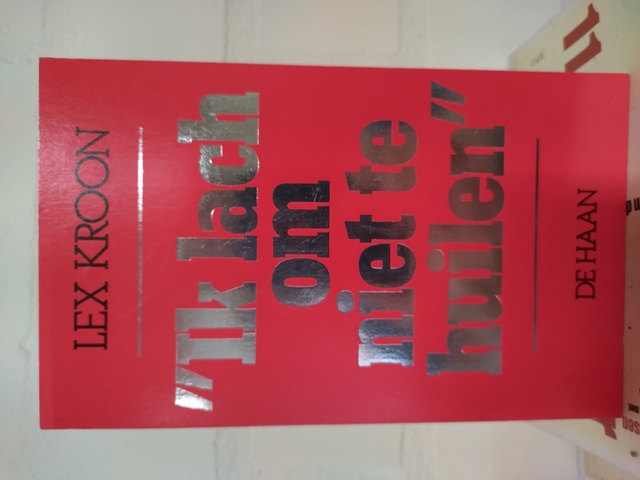 LEX KROON
"Ik lach
om
niet te
huilen"
DE HAAN